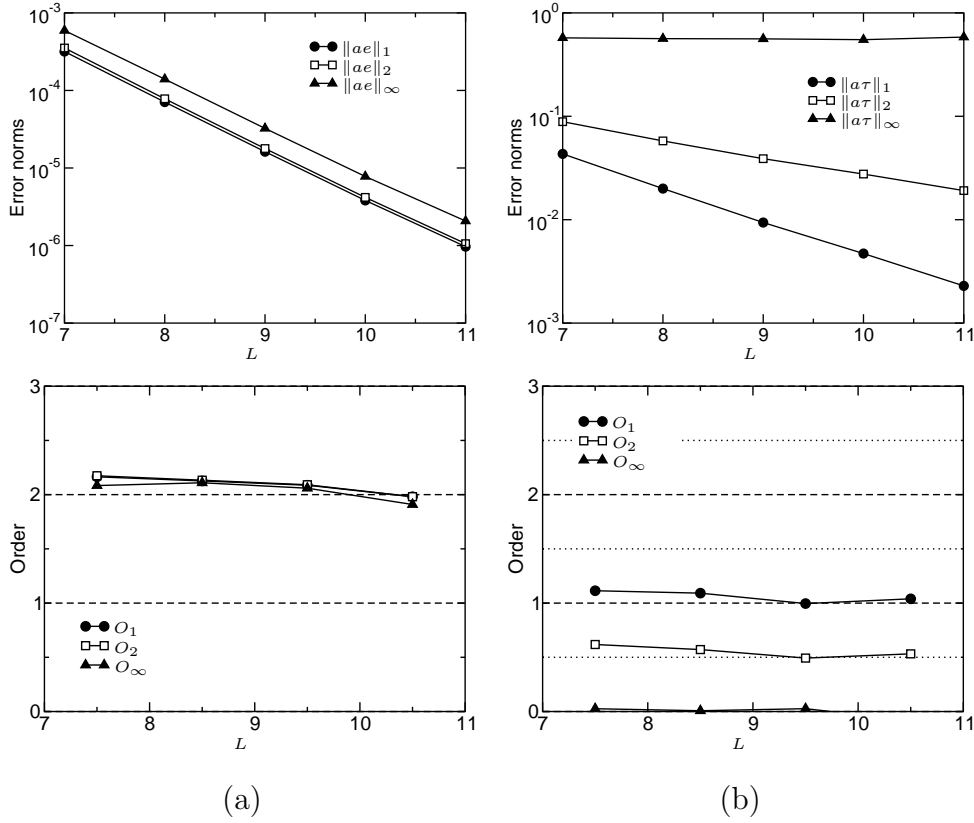 10^{-3}
10^{-4}
10^{-5}
10^{-6}
10^{-7}
Error norms
‖ae‖_1
‖ae‖_2
‖ae‖_∞
7 8 9 10 11
L
10^0
10^{-1}
10^{-2}
10^{-3}
Error norms
‖aτ‖_1
‖aτ‖_2
‖aτ‖_∞
7 8 9 10 11
L
3
2
1
0
Order
O_1
O_2
O_∞
7 8 9 10 11
L
3
2
1
0
Order
O_1
O_2
O_∞
7 8 9 10 11
L
(a)
(b)